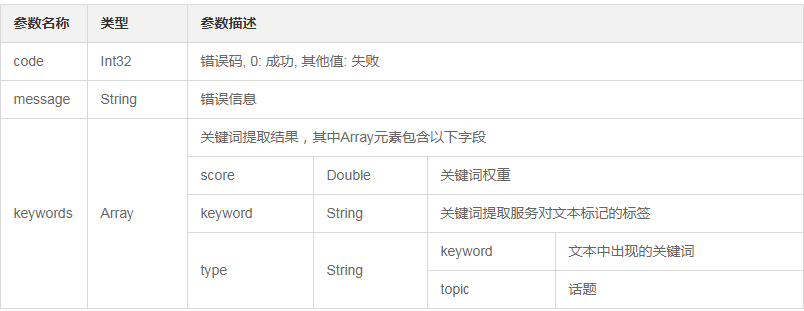 参数名称 类型 参数描述
code Int32 错误码, 0: 成功, 其他值: 失败
message String 错误信息
关键词提取结果，其中Array元素包含以下字段
score Double 关键词权重
keywords Array keyword String 关键词提取服务对文本标记的标签
type String keyword 文本中出现的关键词
topic 话题